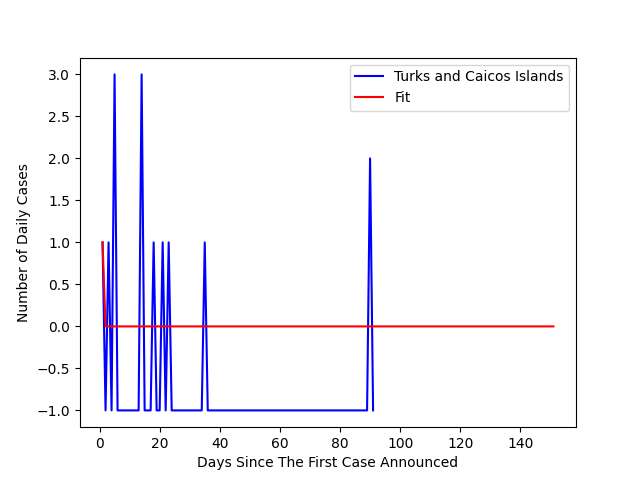 Turks and Caicos Islands
Fit
Number of Daily Cases
3.0
2.5
2.0
1.5
1.0
0.5
0.0
−0.5
−1.0
0 20 40 60 80 100 120 140
Days Since The First Case Announced